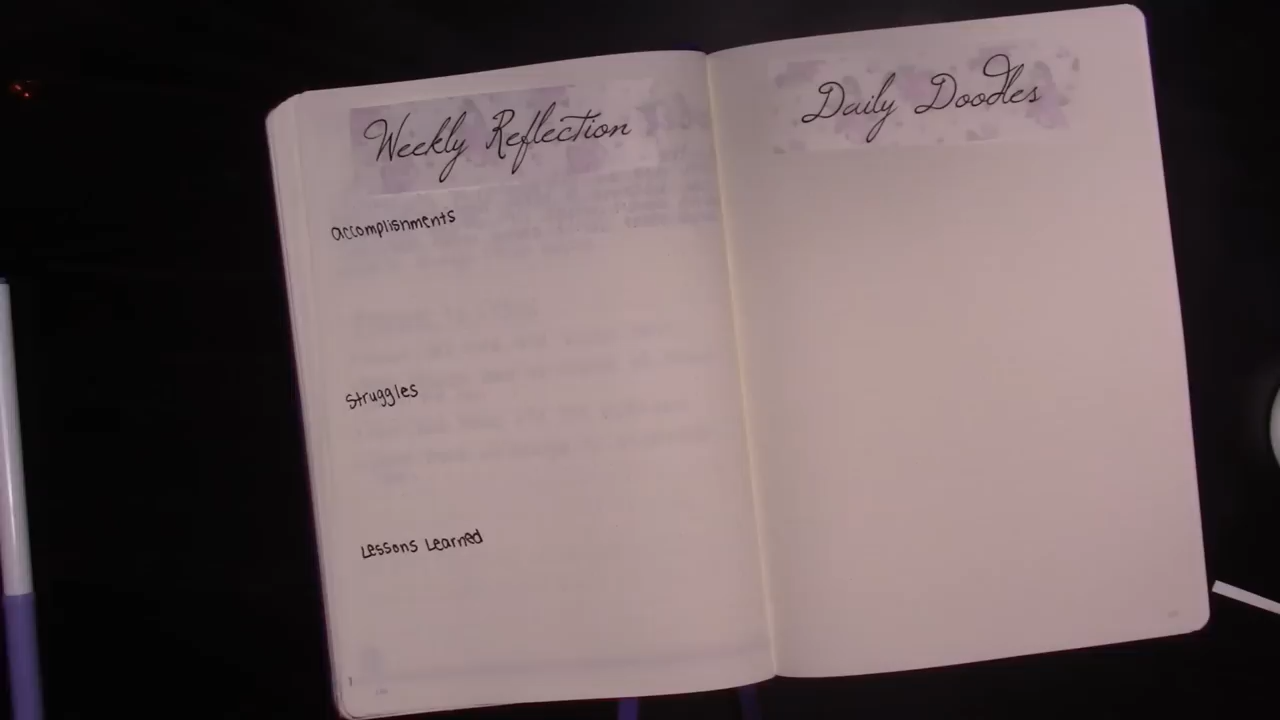 Weekly Reflection
Accomplishments
Struggles
Lessons Learned
Daily Doodles